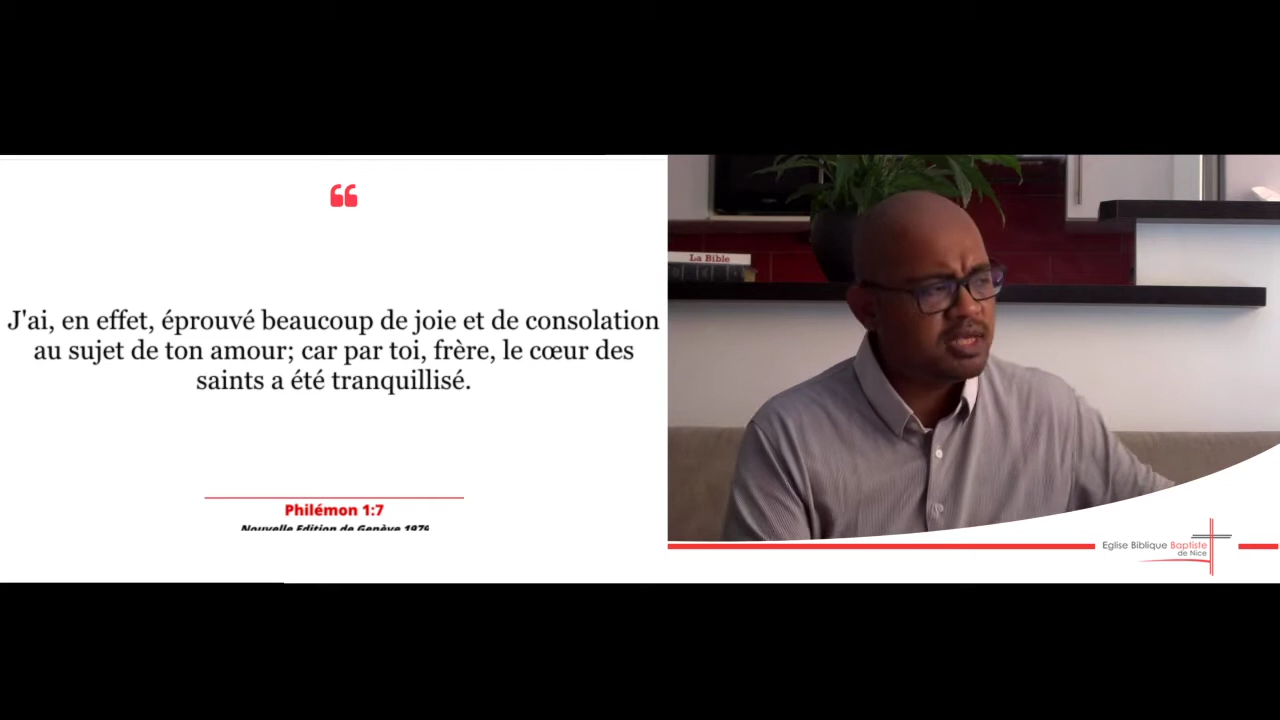 J'ai, en effet, éprouvé beaucoup de joie et de consolation
au sujet de ton amour; car par toi, frère, le cœur des
saints a été tranquillisé.
Philémon 1:7
Nouvelle Edition de Genève 1979
La Bible
Eglise Biblique Baptiste
de Nice